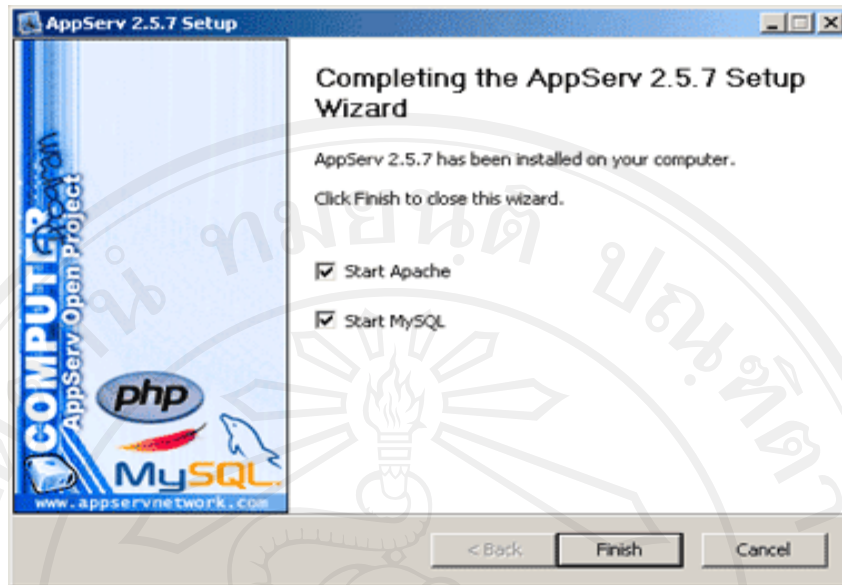 AppServ 2.5.7 Setup
Completing the AppServ 2.5.7 Setup
Wizard
AppServ 2.5.7 has been installed on your computer.
Click Finish to close this wizard.
Start Apache
Start MySQL
COMPUTER
Program
AppServ Open Project
php
MySQL
www.appservnetwork.com
< Back
Finish
Cancel